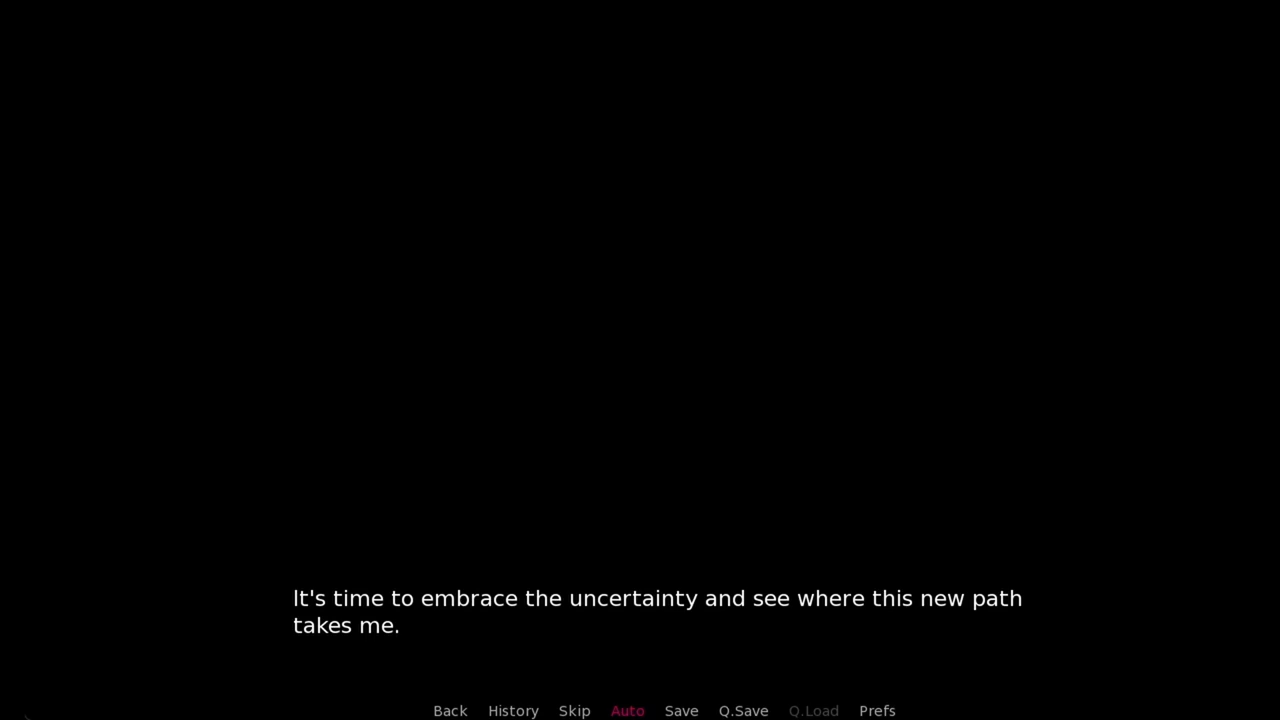 It's time to embrace the uncertainty and see where this new path
takes me.
Back History Skip Auto Save Q.Save Q.Load Prefs